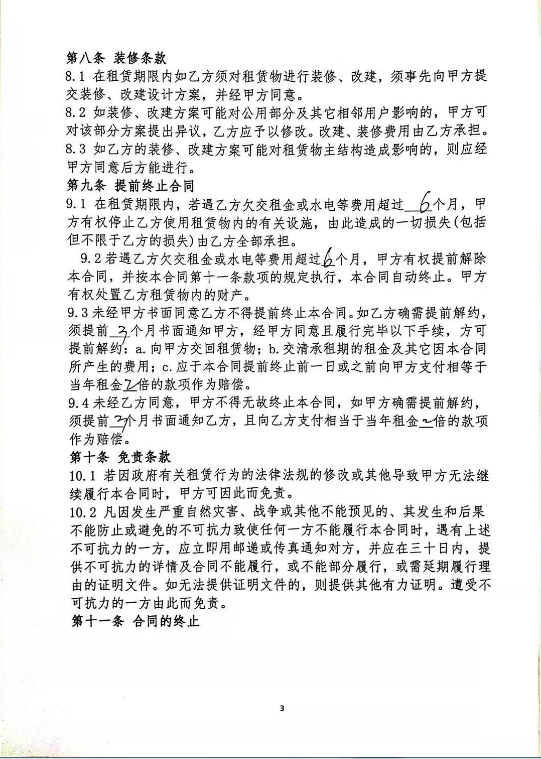 第八条 装修条款
8.1 在租赁期限内如乙方须对租赁物进行装修、改建，须事先向甲方提
交装修、改建设计方案，并经甲方同意。
8.2 如装修、改建方案可能对公用部分及其它相邻用户影响的，甲方可
对该部分方案提出异议，乙方应予以修改。改建、装修费用由乙方承担。
8.3 如乙方的装修、改建方案可能对租赁物主结构造成影响的，则应经
甲方同意后方能进行。
第九条 提前终止合同
9.1 在租赁期限内，若遇乙方欠交租金或水电等费用超过 6个月，甲
方有权停止乙方使用租赁物内的有关设施，由此造成的一切损失(包括
但不限于乙方的损失)由乙方全部承担。
9.2若遇乙方欠交租金或水电等费用超过6个月，甲方有权提前解除
本合同，并按本合同第十一条款项的规定执行，本合同自动终止。甲方
有权处置乙方租赁物内的财产。
9.3未经甲方书面同意乙方不得提前终止本合同。如乙方确需提前解约，
须提前 3个月书面通知甲方，经甲方同意且履行完毕以下手续，方可
提前解约：a.向甲方交回租赁物；b.交清承租期的租金及其它因本合同
所产生的费用；c.应于本合同提前终止前一日或之前向甲方支付相等于
当年租金2倍的款项作为赔偿。
9.4未经乙方同意，甲方不得无故终止本合同，如甲方确需提前解约，
须提前 3个月书面通知乙方，且向乙方支付相当于当年租金2倍的款项
作为赔偿。
第十条 免责条款
10.1 若因政府有关租赁行为的法律法规的修改或其他导致甲方无法继
续履行本合同时，甲方可因此而免责。
10.2 凡因发生严重自然灾害、战争或其他不能预见的、其发生和后果
不能防止或避免的不可抗力致使任何一方不能履行本合同时，遇有上述
不可抗力的一方，应立即用邮递或传真通知对方，并应在三十日内，提
供不可抗力的详情及合同不能履行，或不能部分履行，或需延期履行理
由的证明文件。如无法提供证明文件的，则提供其他有力证明。遭受不
可抗力的一方由此而免责。
第十一条 合同的终止
3